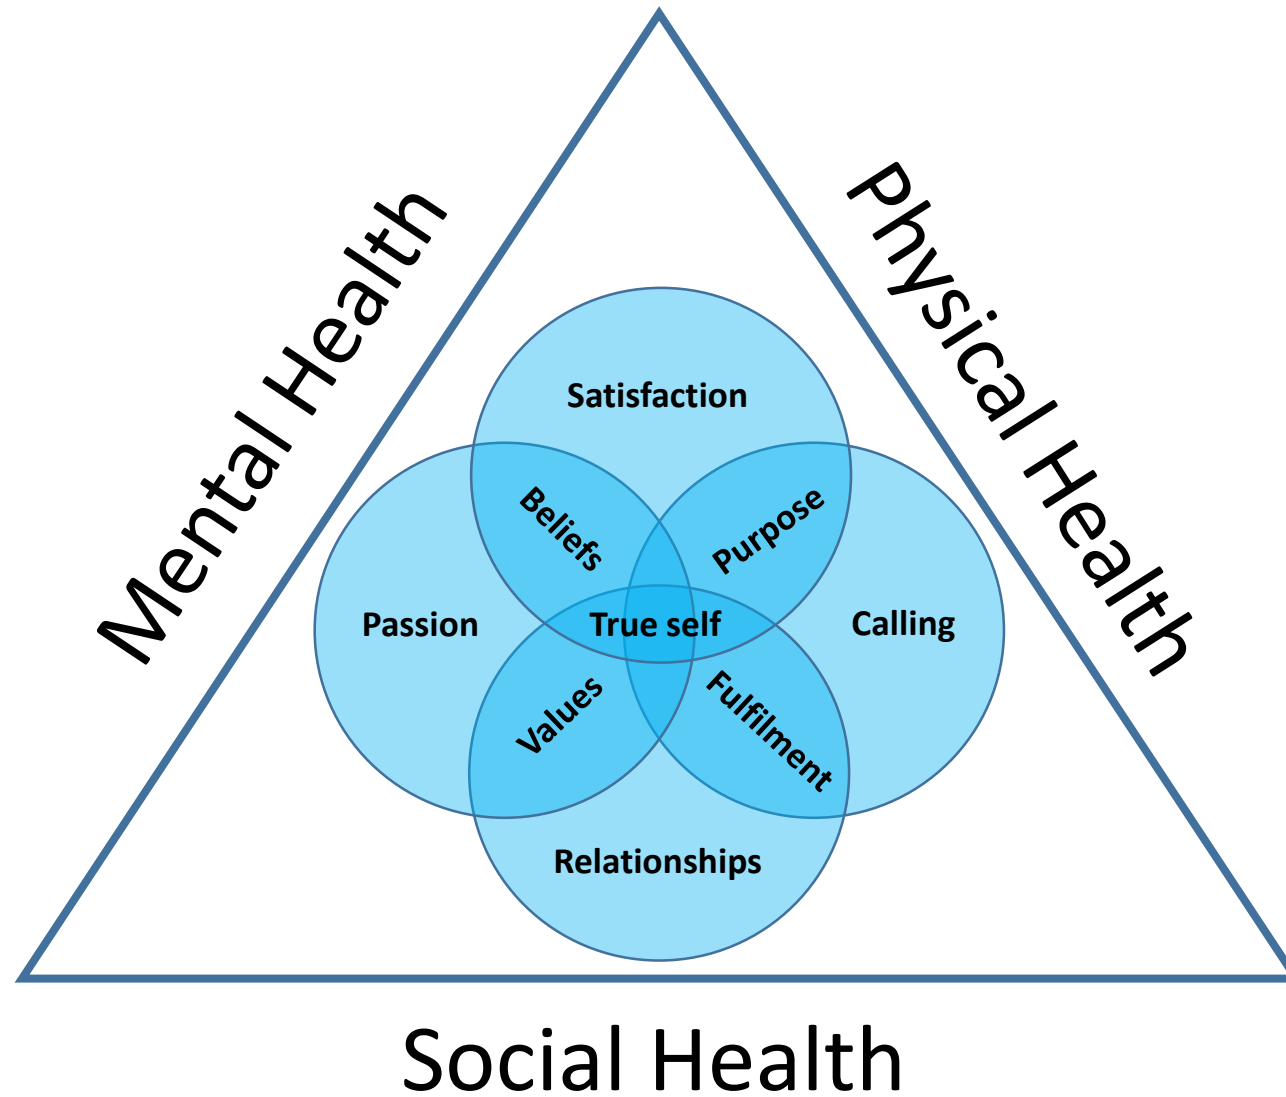 Mental Health
Physical Health
Satisfaction
Beliefs
Purpose
Passion
True self
Calling
Values
Fulfilment
Relationships
Social Health